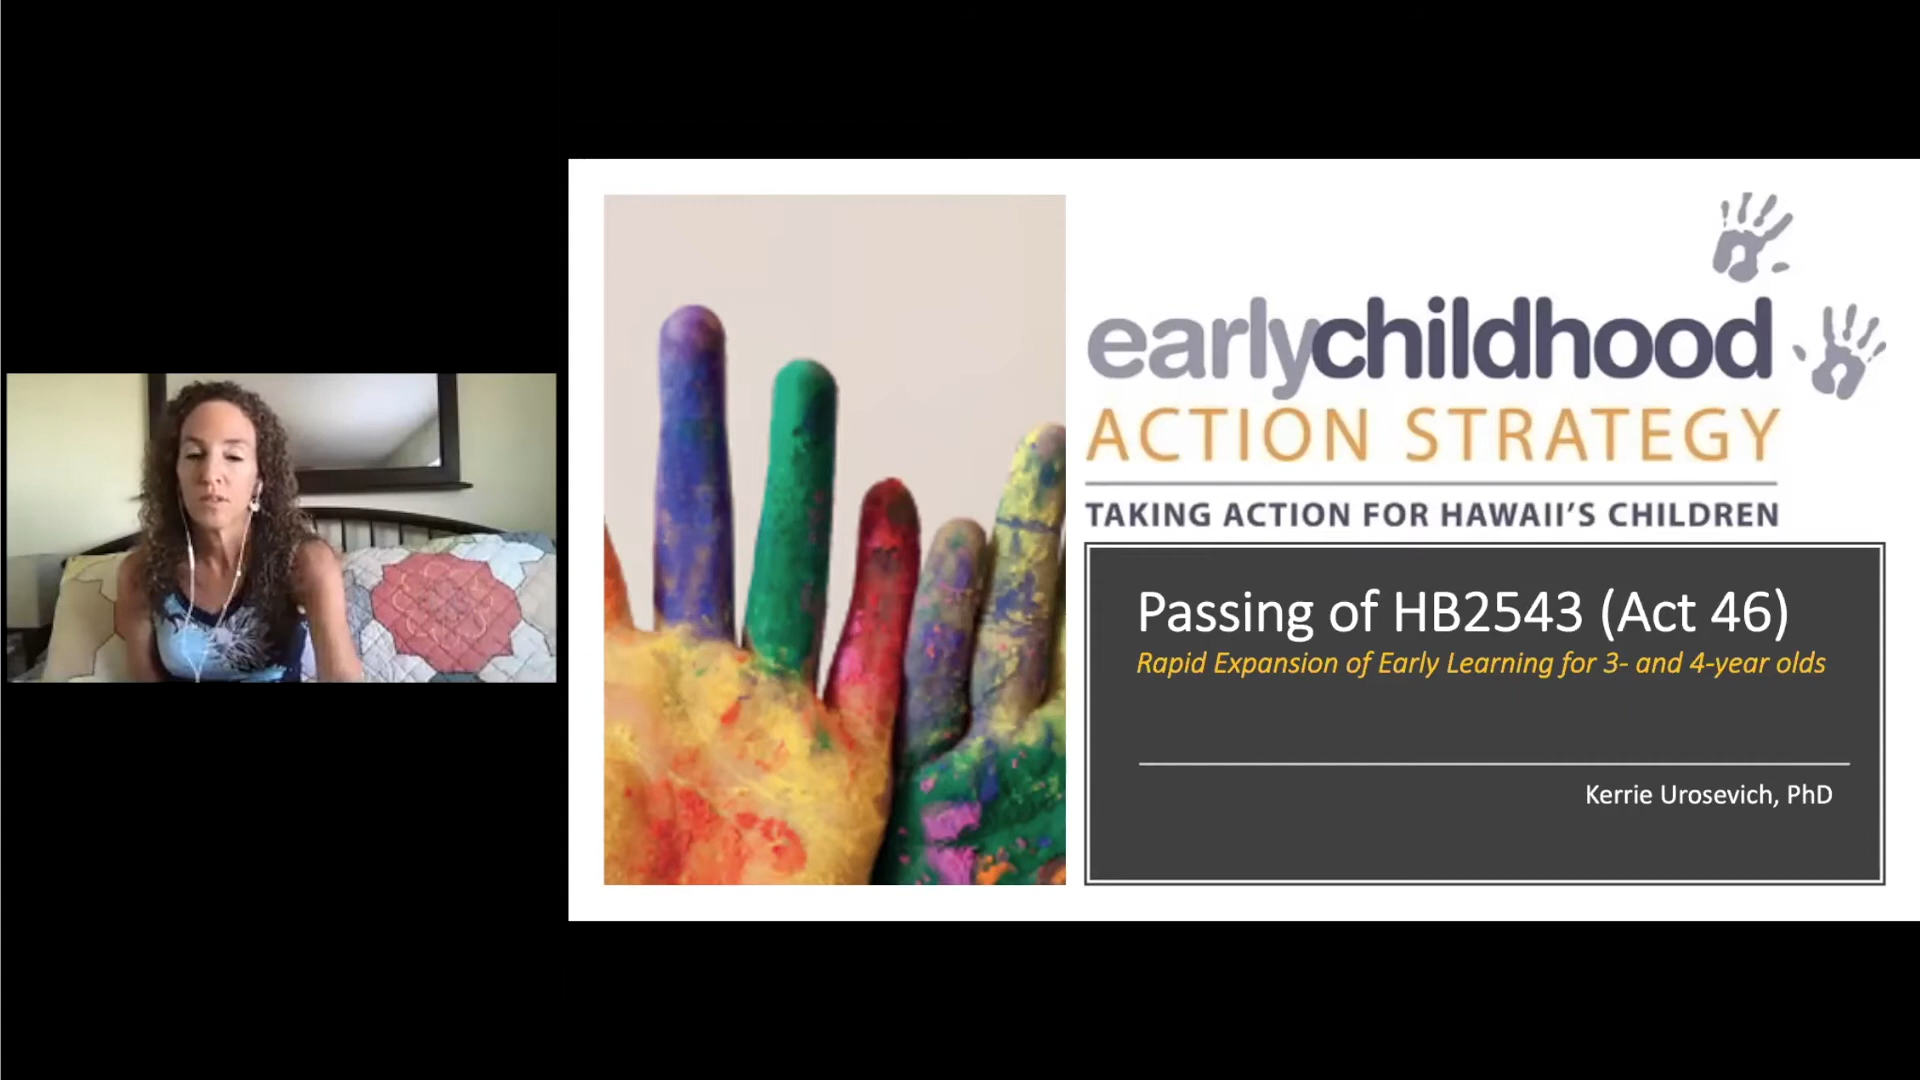 earlychildhood
ACTION STRATEGY
TAKING ACTION FOR HAWAII'S CHILDREN
Passing of HB2543 (Act 46)
Rapid Expansion of Early Learning for 3- and 4-year olds
Kerrie Urosevich, PhD